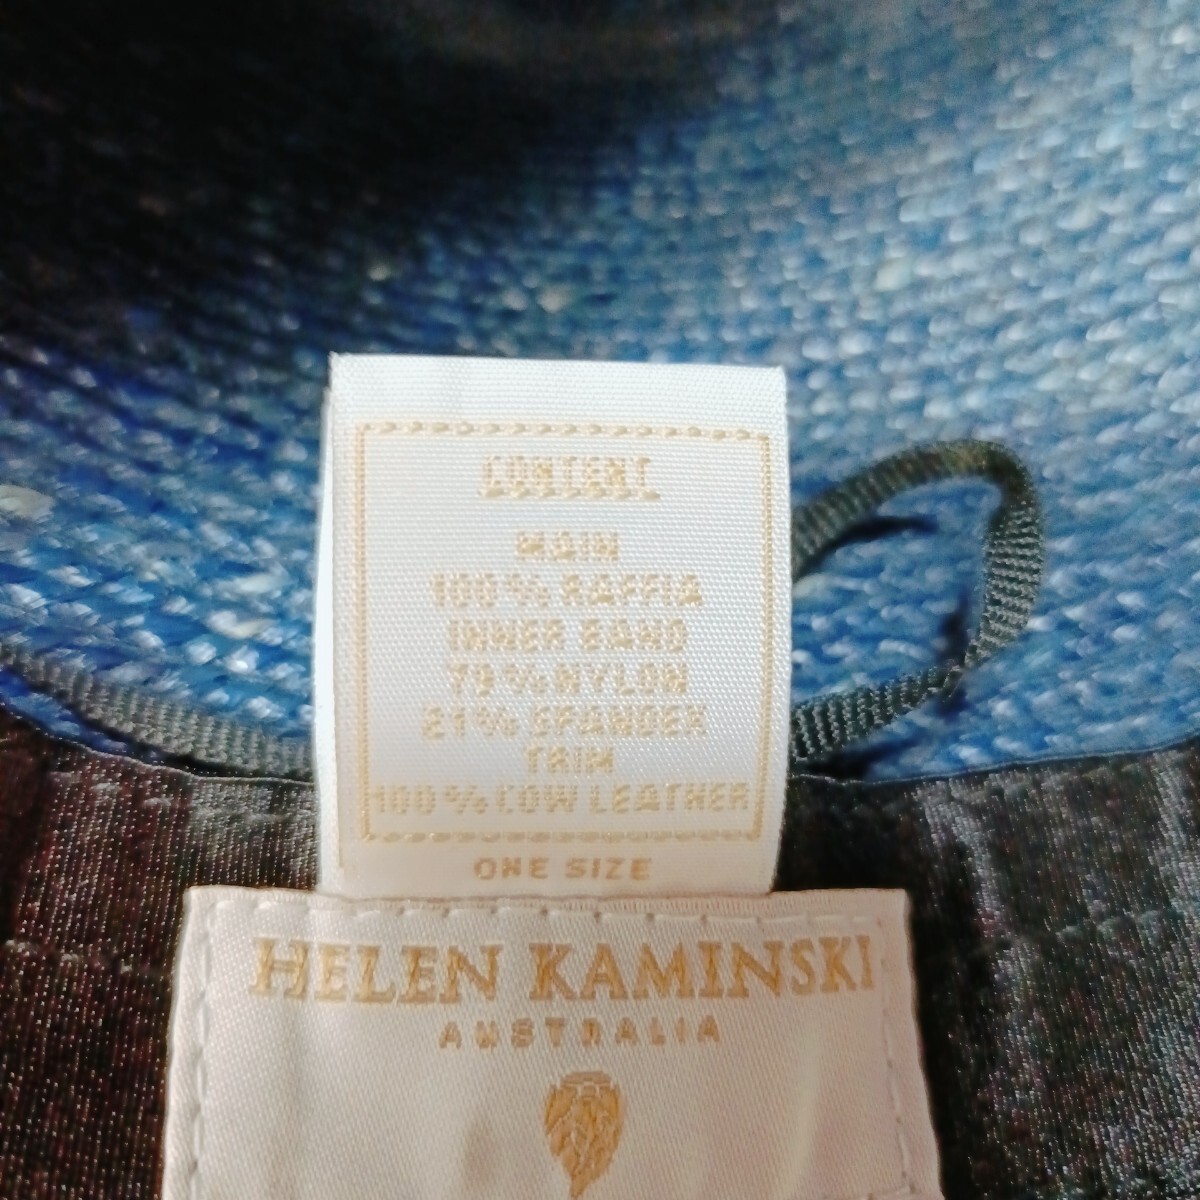 CONTENT
MAIN
100% RAFFIA
INNER BAND
79% NYLON
21% SPANDEX
TRIM
100% COW LEATHER
ONE SIZE
HELEN KAMINSKI
AUSTRALIA